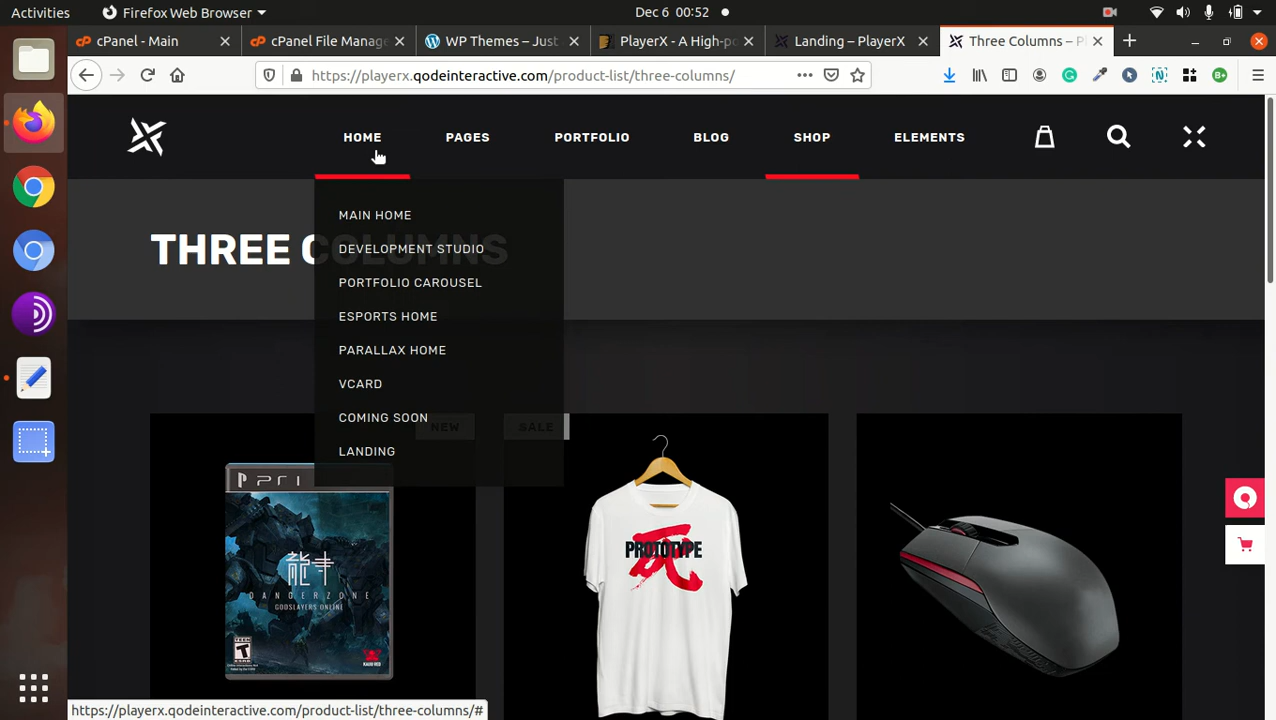 Activities
Firefox Web Browser
Dec 6 00:52
cPanel - Main
cPanel File Manage
WP Themes – Just
PlayerX - A High-p
Landing – PlayerX
Three Columns – P
https://playerx.qodeinteractive.com/product-list/three-columns/
HOME
PAGES
PORTFOLIO
BLOG
SHOP
ELEMENTS
THREE COLUMNS
MAIN HOME
DEVELOPMENT STUDIO
PORTFOLIO CAROUSEL
ESPORTS HOME
PARALLAX HOME
VCARD
COMING SOON
LANDING
NEW
SALE
PROTOTYPE
死
DANGERZONE
GODSLAYERS ONLINE
TEEN
T
https://playerx.qodeinteractive.com/product-list/three-columns/#